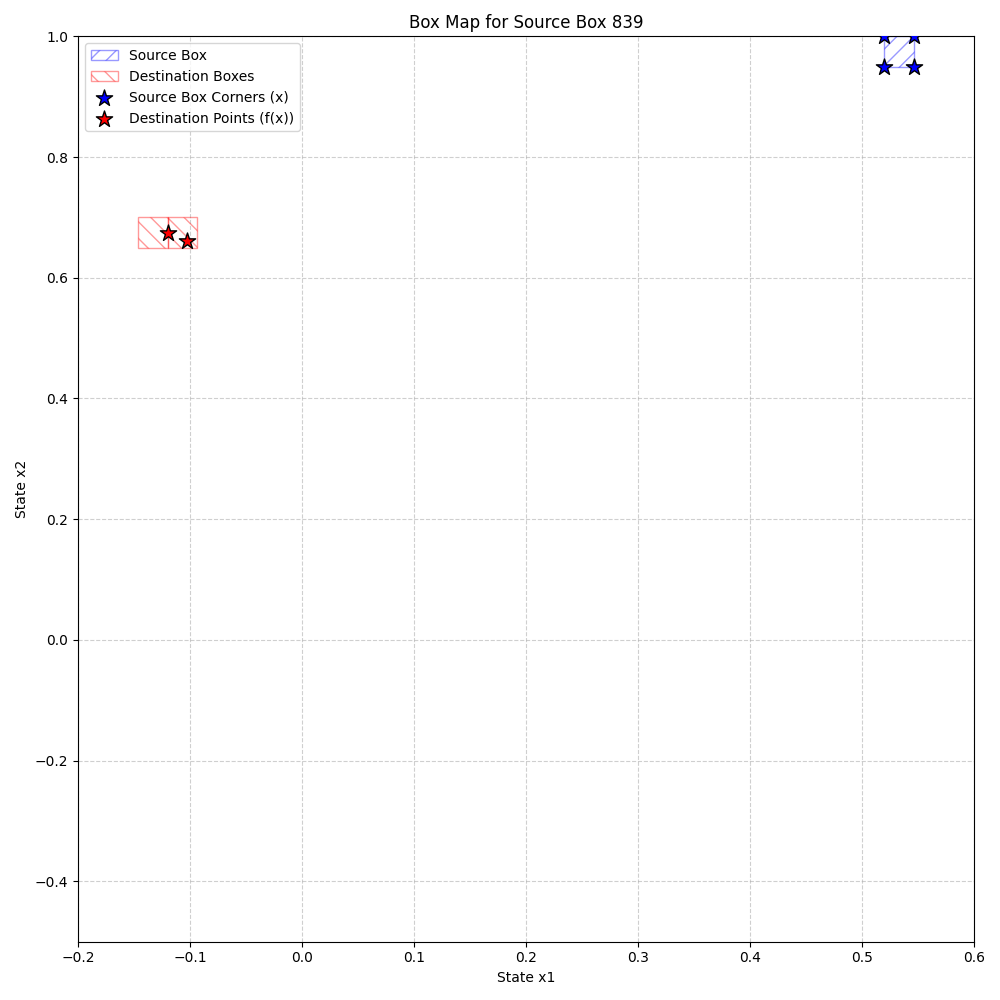 Box Map for Source Box 839
Source Box
Destination Boxes
Source Box Corners (x)
Destination Points (f(x))
1.0
0.8
0.6
0.4
0.2
0.0
−0.2
−0.4
State x2
−0.2 −0.1 0.0 0.1 0.2 0.3 0.4 0.5 0.6
State x1